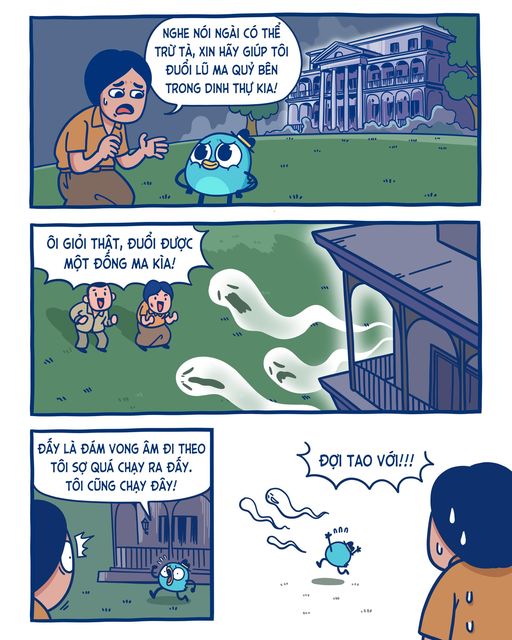 NGHE NÓI NGÀI CÓ THỂ
TRỪ TÀ, XIN HÃY GIÚP TÔI
ĐUỔI LŨ MA QUỶ BÊN
TRONG DINH THỰ KIA!
ÔI GIỎI THẬT, ĐUỔI ĐƯỢC
MỘT ĐỐNG MA KÌA!
ĐẤY LÀ ĐÁM VONG ÂM ĐI THEO
TÔI SỢ QUÁ CHẠY RA ĐẤY.
TÔI CŨNG CHẠY ĐÂY!
ĐỢI TAO VỚI!!!